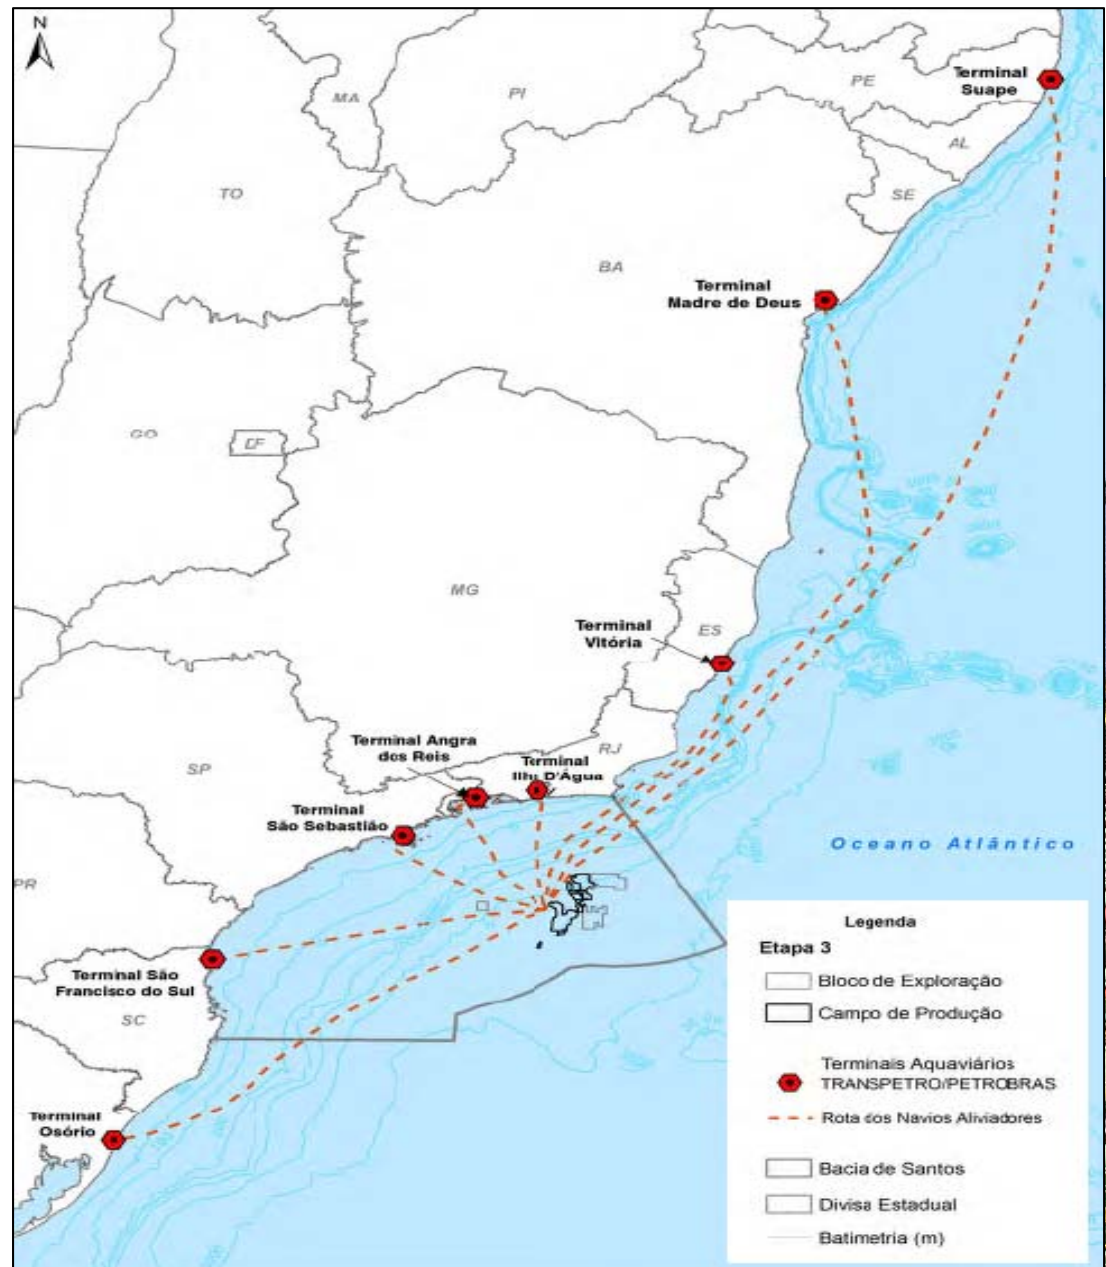 N
MA
PI
PE
Terminal
Suape
AL
TO
SE
BA
Terminal
Madre de Deus
GO
DF
MG
Terminal
Vitória
ES
Terminal Angra
dos Reis
RJ
Terminal
D'Água
SP
Terminal
São Sebastião
Oceano Atlântico
PR
Terminal São
Francisco do Sul
SC
Terminal
Osório
Legenda
Etapa 3
Bloco de Exploração
Campo de Produção
Terminais Aquaviários
TRANSPETRO/PETROBRAS
Rota dos Navios Aliviadores
Bacia de Santos
Divisa Estadual
Batimetria (m)